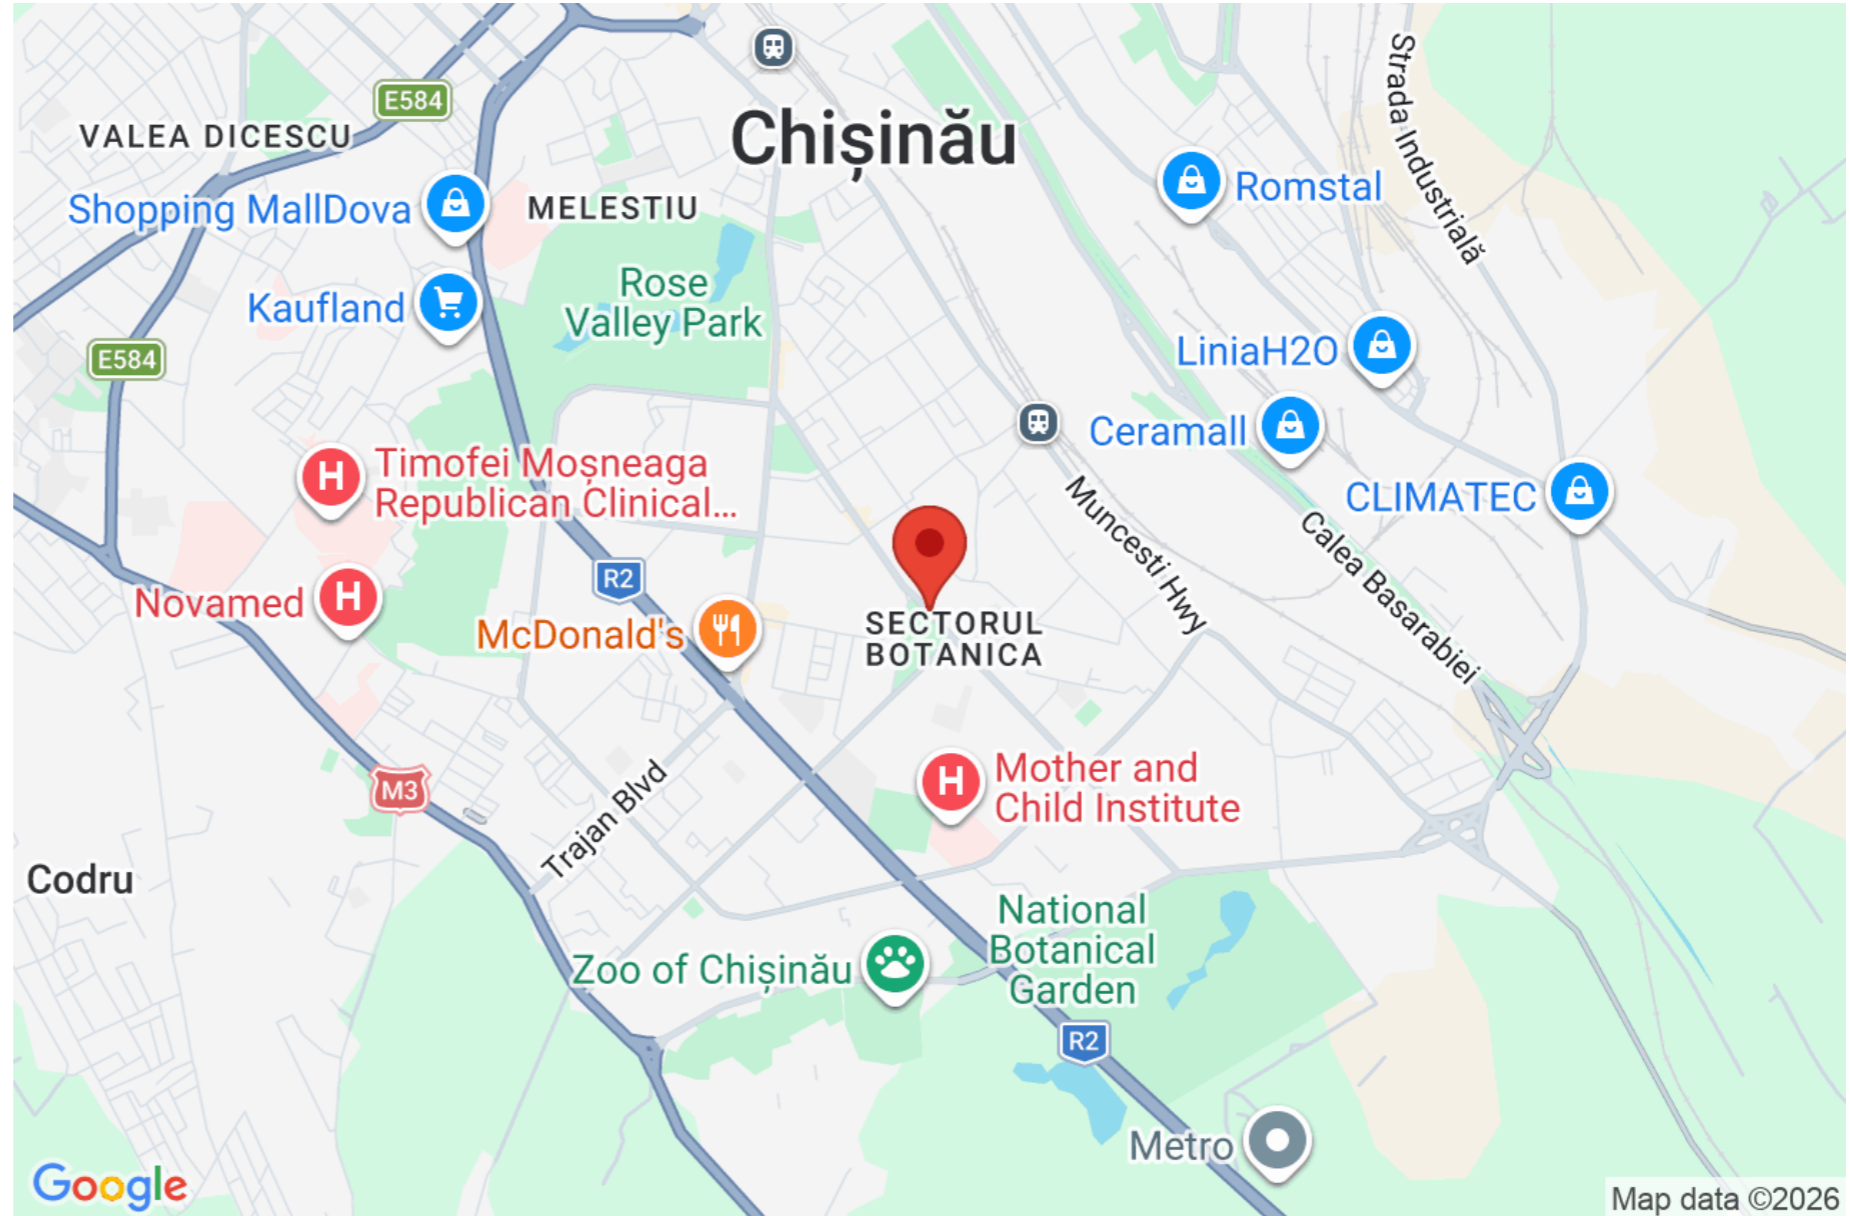 E584
Chișinău
VALEA DICESCU
Strada Industrială
Shopping MallDova
MELESTIU
Romstal
Rose
Valley Park
Kaufland
E584
LiniaH2O
Ceramall
Timofei Moșneaga
Republican Clinical...
H
CLIMATEC
Muncesti Hwy
Calea Basarabiei
R2
Novamed
H
McDonald's
SECTORUL
BOTANICA
M3
Trajan Blvd
H
Mother and
Child Institute
Codru
National
Botanical
Garden
Zoo of Chișinău
R2
Metro
Google
Map data ©2026